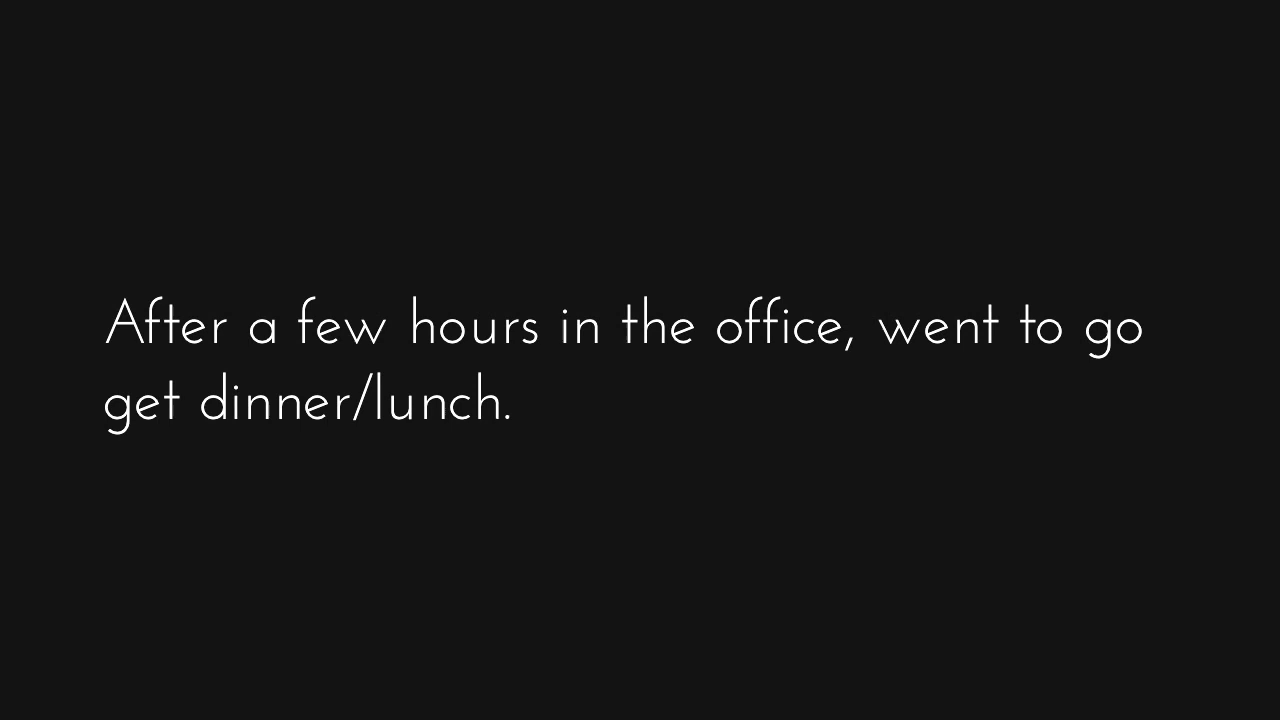 After a few hours in the office, went to go
get dinner/lunch.